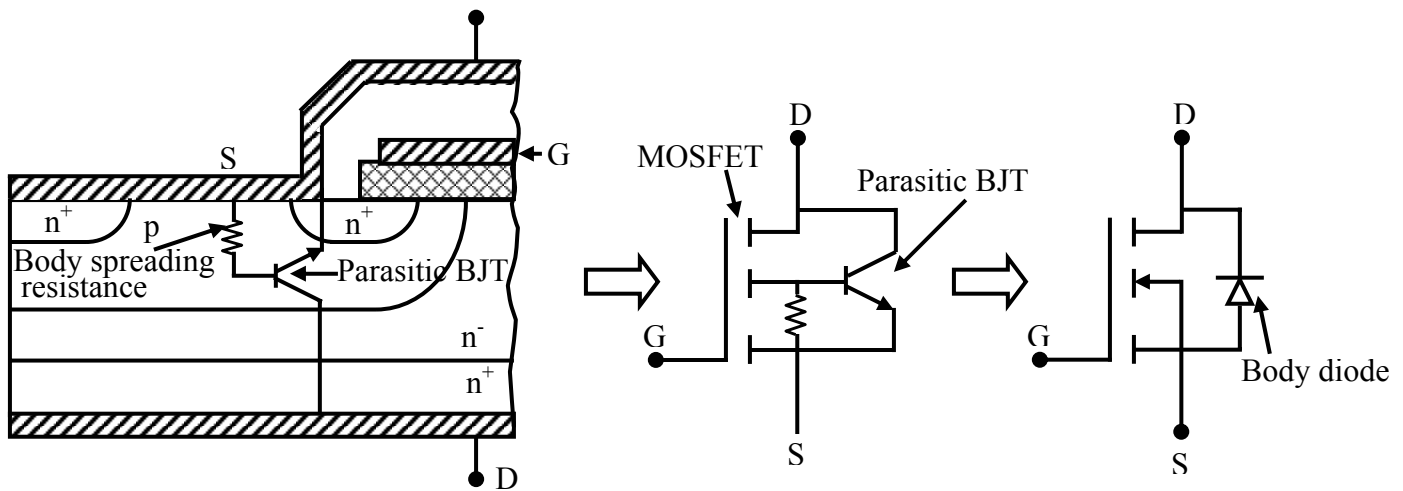 S
G
n⁺
p
n⁺
Body spreading
resistance
Parasitic BJT
n⁻
n⁺
D
D
MOSFET
Parasitic BJT
G
S
D
G
Body diode
S